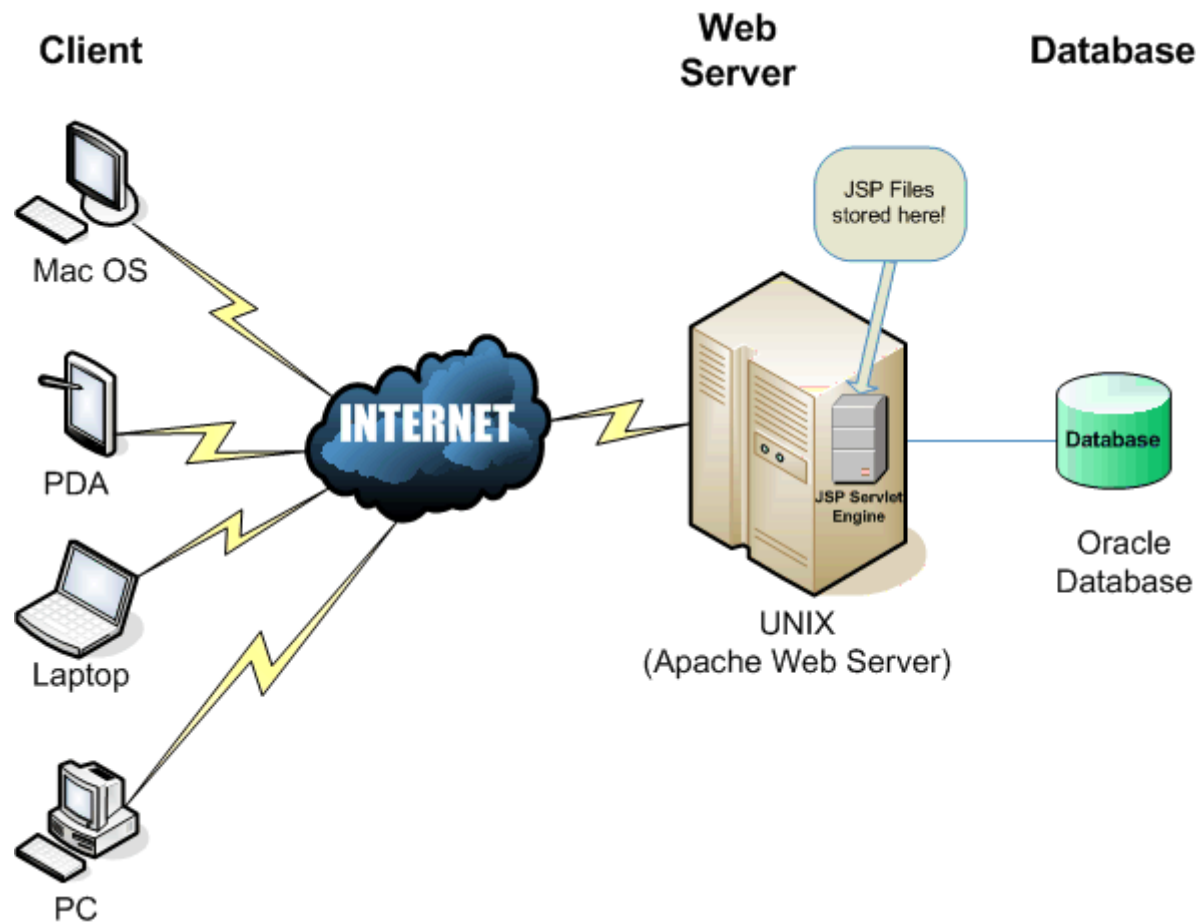 Client
Web
Server
Database
JSP Files
stored here!
Mac OS
INTERNET
PDA
Database
JSP Servlet
Engine
Oracle
Database
Laptop
UNIX
(Apache Web Server)
PC